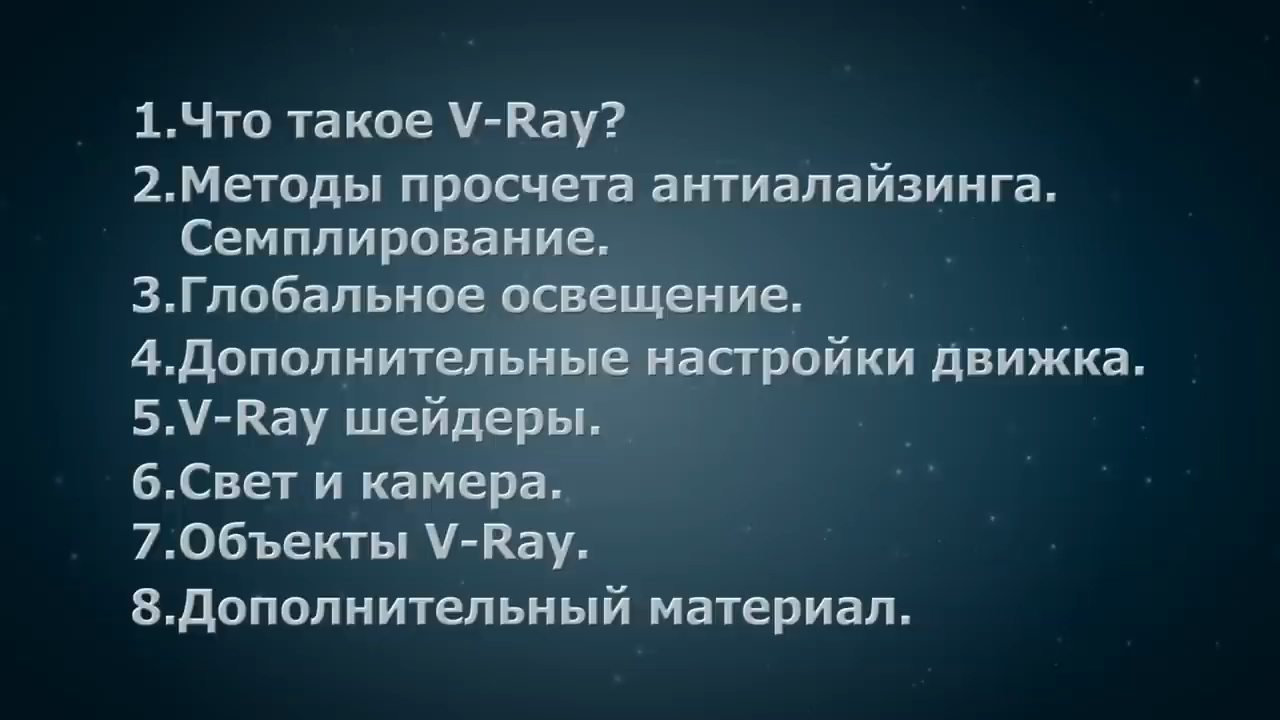 1.Что такое V-Ray?
2.Методы просчета антиалайзинга.
Семплирование.
3.Глобальное освещение.
4.Дополнительные настройки движка.
5.V-Ray шейдеры.
6.Свет и камера.
7.Объекты V-Ray.
8.Дополнительный материал.